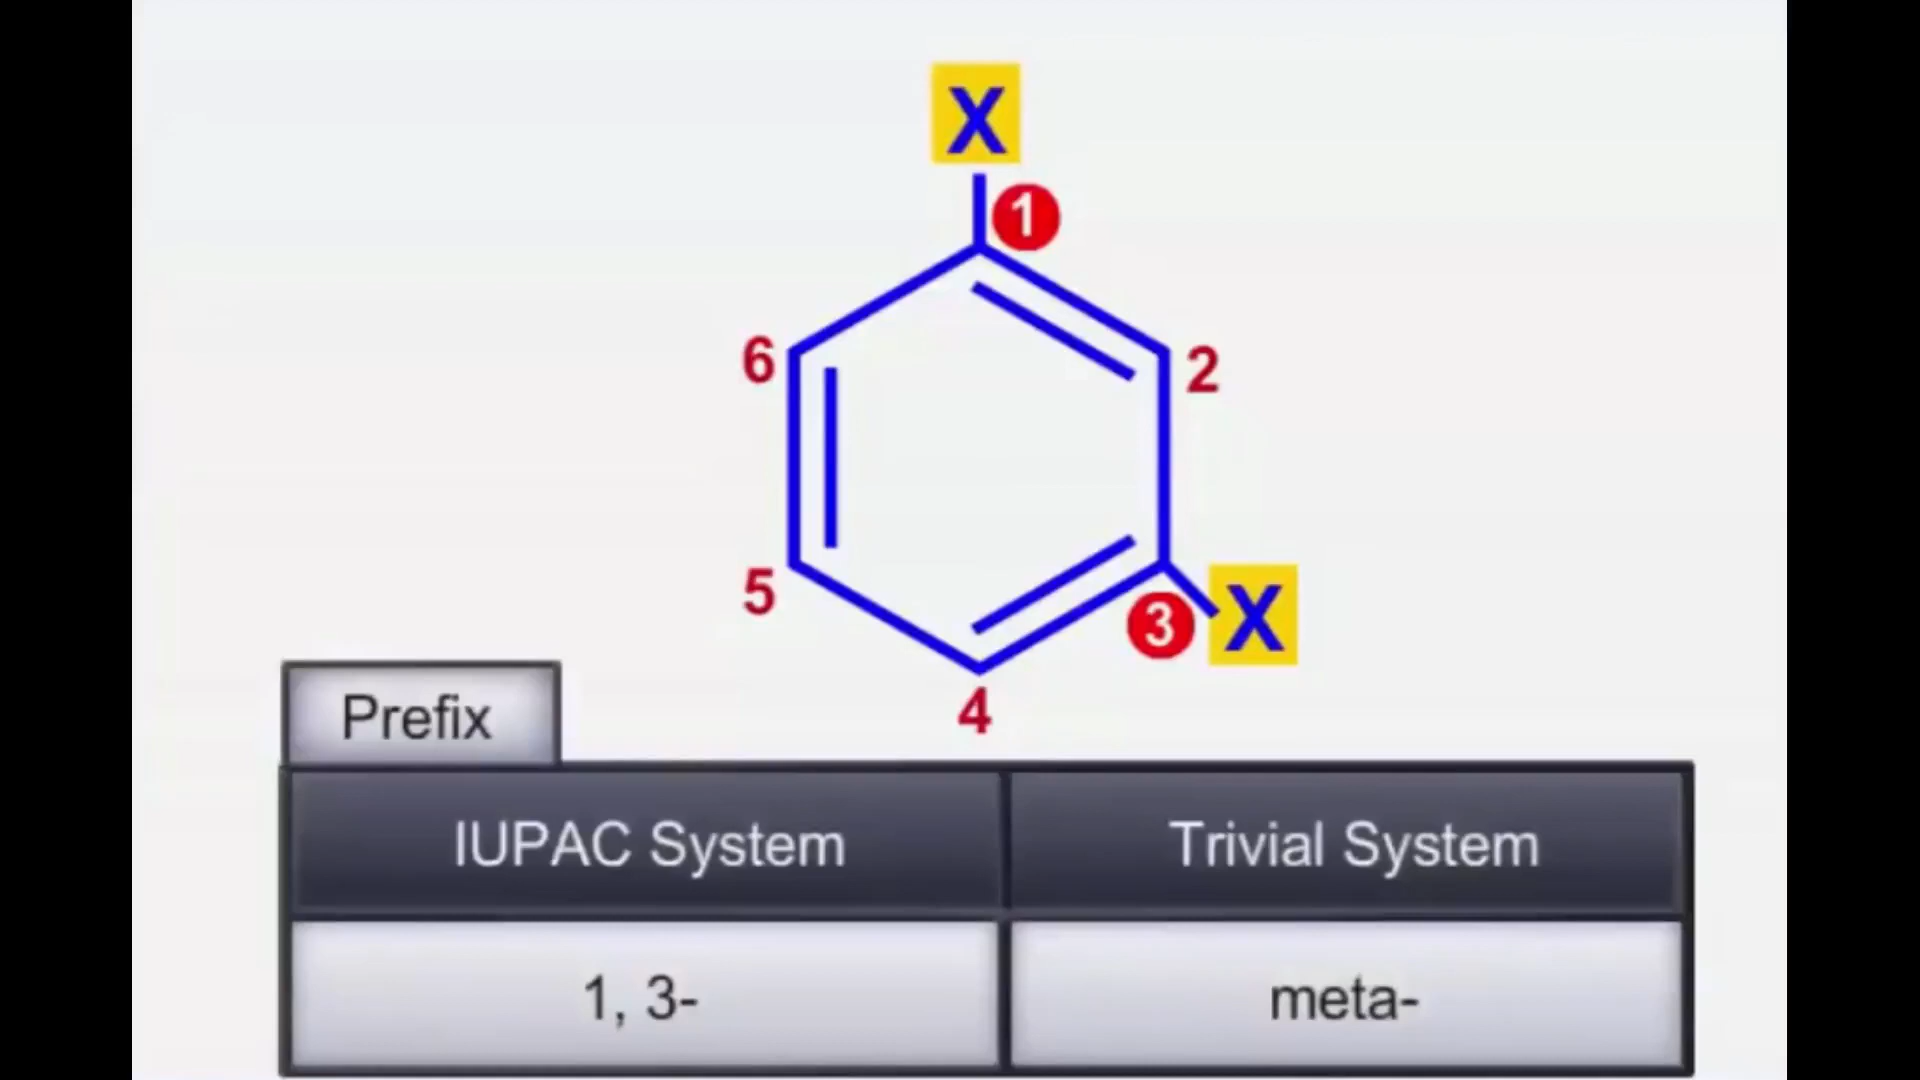 X
1
6
2
5
3 X
4
Prefix
IUPAC System Trivial System
1, 3- meta-